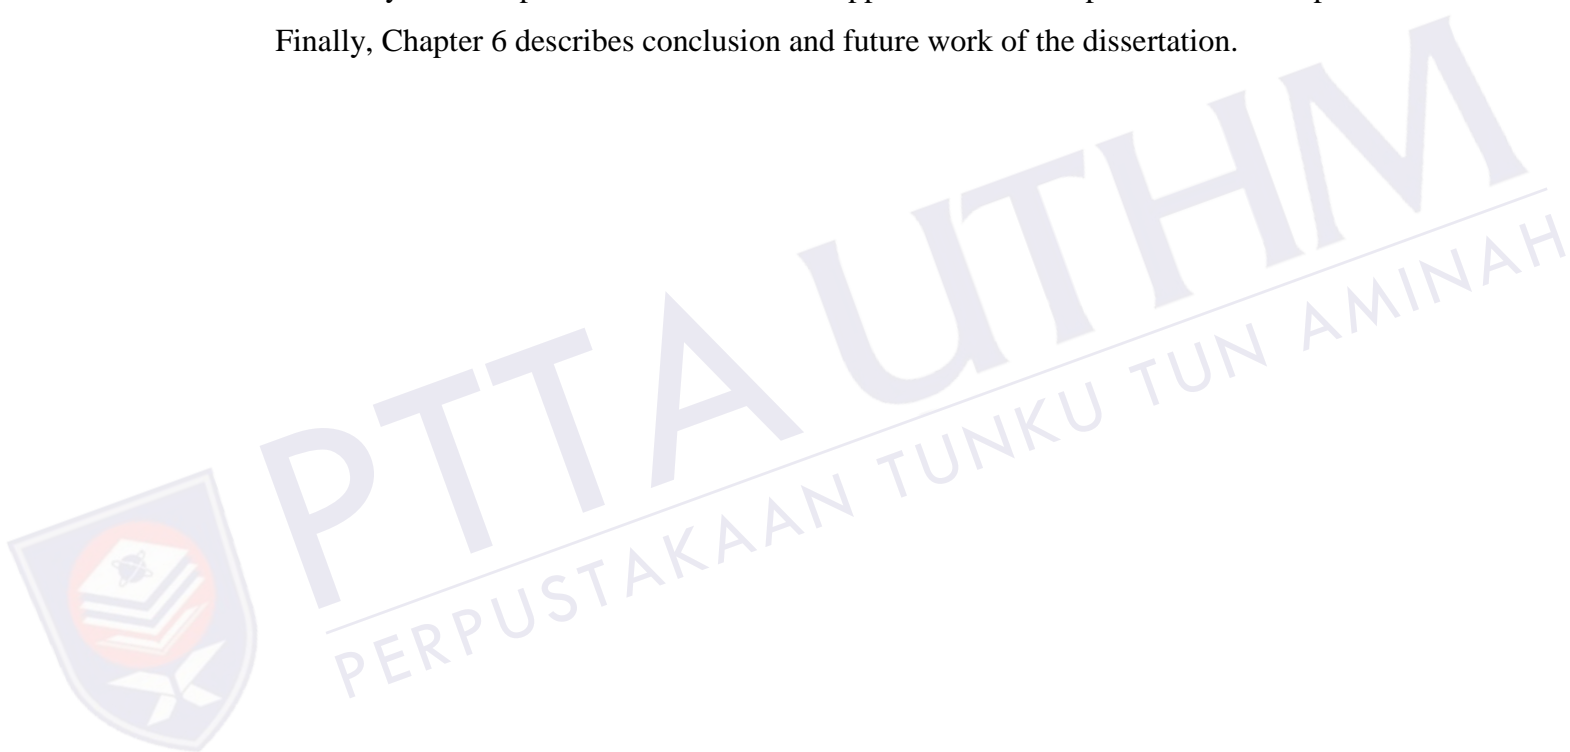 Finally, Chapter 6 describes conclusion and future work of the dissertation.
PTTA UTHM
PERPUSTAKAAN TUNKU TUN AMINAH